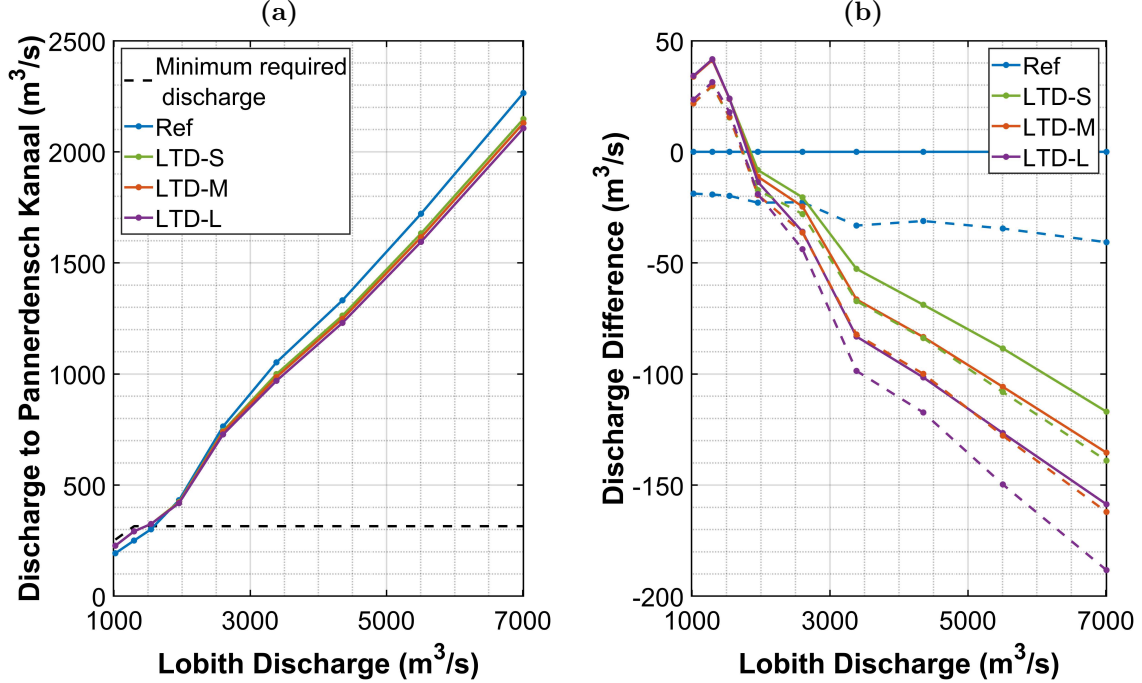 (a)
Discharge to Pannerdensch Kanaal (m³/s)
2500
2000
1500
1000
500
0
Minimum required
discharge
Ref
LTD-S
LTD-M
LTD-L
1000 3000 5000 7000
Lobith Discharge (m³/s)
(b)
Discharge Difference (m³/s)
50
0
-50
-100
-150
-200
Ref
LTD-S
LTD-M
LTD-L
1000 3000 5000 7000
Lobith Discharge (m³/s)